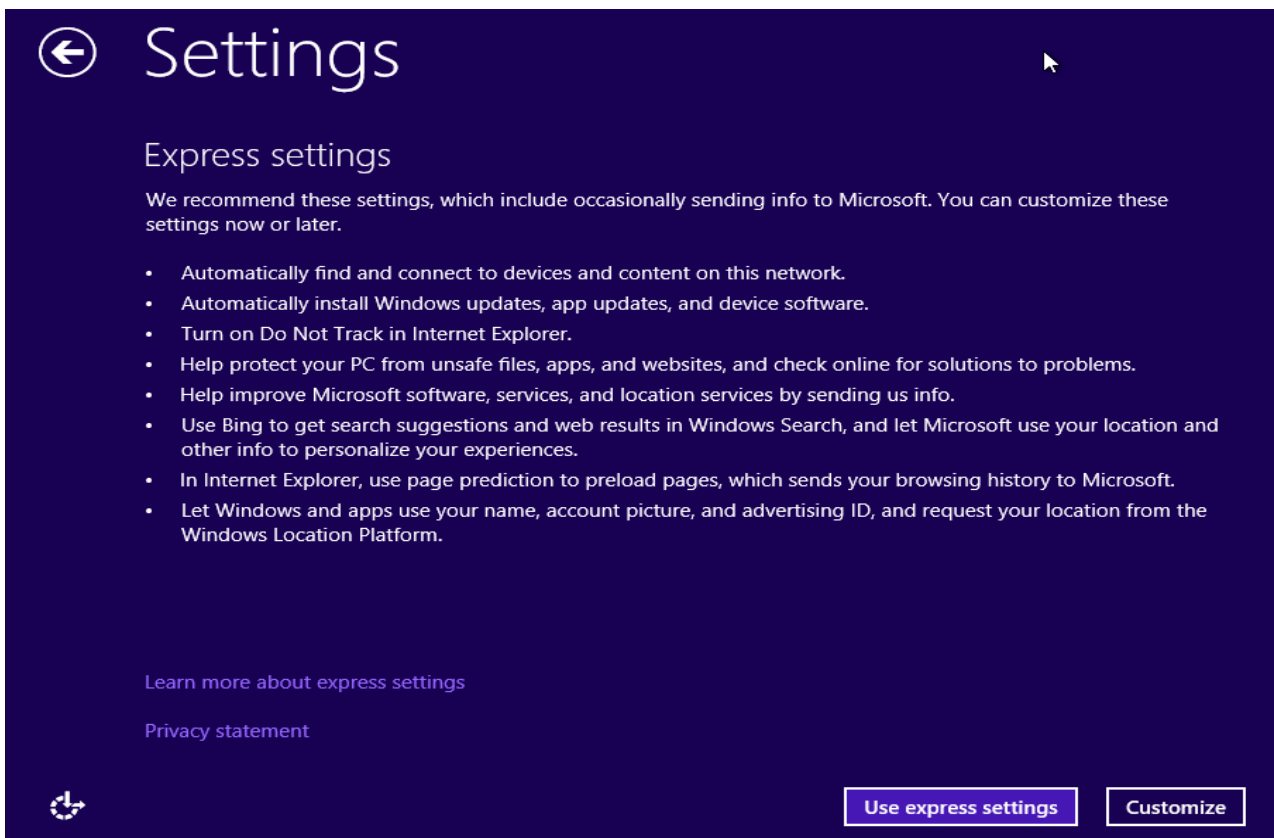 Settings
Express settings
We recommend these settings, which include occasionally sending info to Microsoft. You can customize these
settings now or later.
• Automatically find and connect to devices and content on this network.
• Automatically install Windows updates, app updates, and device software.
• Turn on Do Not Track in Internet Explorer.
• Help protect your PC from unsafe files, apps, and websites, and check online for solutions to problems.
• Help improve Microsoft software, services, and location services by sending us info.
• Use Bing to get search suggestions and web results in Windows Search, and let Microsoft use your location and
other info to personalize your experiences.
• In Internet Explorer, use page prediction to preload pages, which sends your browsing history to Microsoft.
• Let Windows and apps use your name, account picture, and advertising ID, and request your location from the
Windows Location Platform.
Learn more about express settings
Privacy statement
Use express settings
Customize